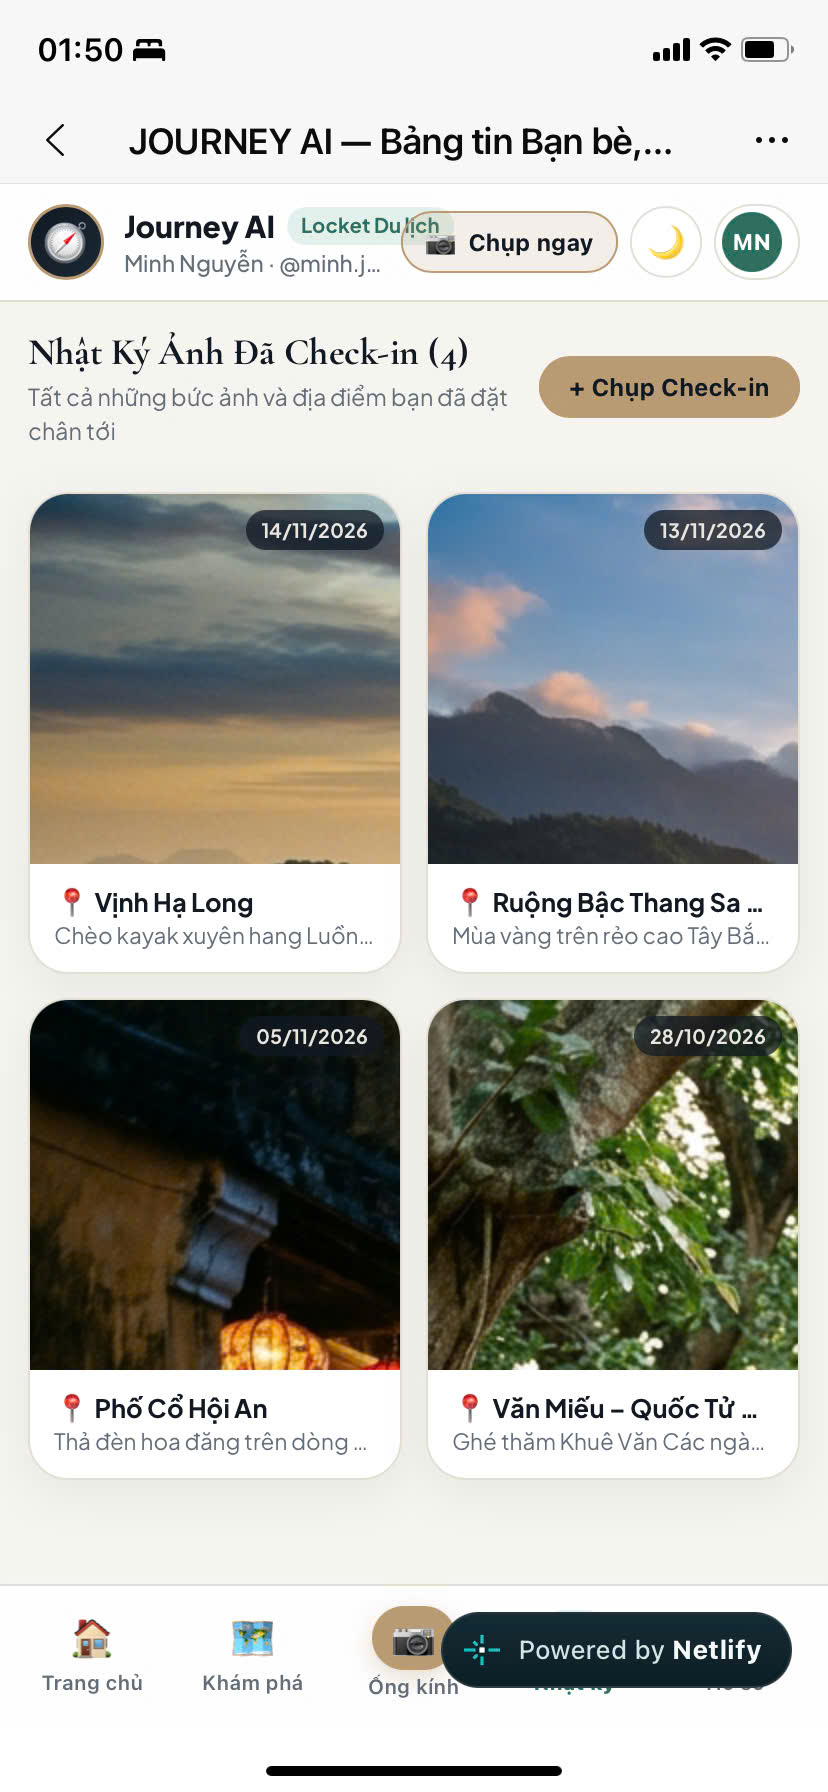 01:50
JOURNEY AI — Bảng tin Bạn bè,...
Journey AI
Locket Du lịch
Minh Nguyễn · @minh.j...
Chụp ngay
MN
Nhật Ký Ảnh Đã Check-in (4)
Tất cả những bức ảnh và địa điểm bạn đã đặt
chân tới
+ Chụp Check-in
14/11/2026
Vịnh Hạ Long
Chèo kayak xuyên hang Luồn...
13/11/2026
Ruộng Bậc Thang Sa ...
Mùa vàng trên rẻo cao Tây Bắ...
05/11/2026
Phố Cổ Hội An
Thả đèn hoa đăng trên dòng ...
28/10/2026
Văn Miếu – Quốc Tử ...
Ghé thăm Khuê Văn Các ngà...
Trang chủ
Khám phá
Ống kính
Powered by Netlify